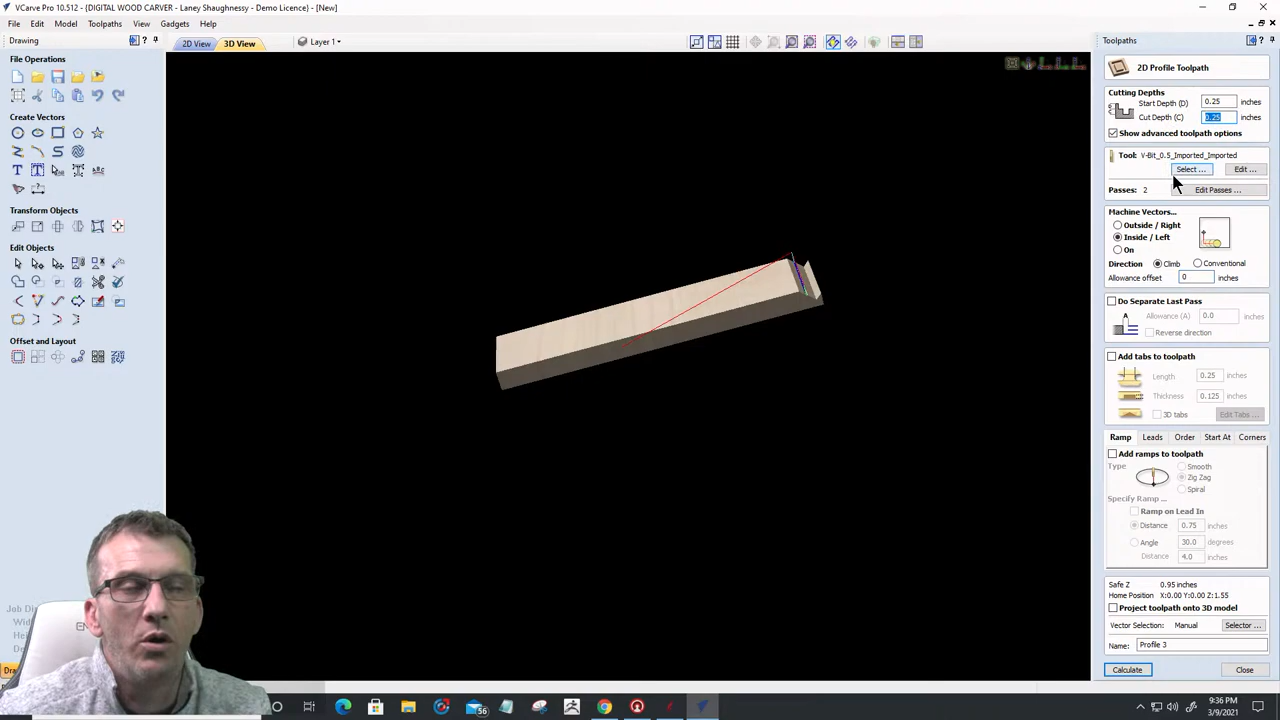 VCarve Pro 10.512 - {DIGITAL WOOD CARVER - Laney Shaughnessy - Demo Licence} - [New]
File Edit Model Toolpaths View Gadgets Help
Drawing
2D View 3D View Layer 1
Toolpaths
File Operations
Create Vectors
Transform Objects
Edit Objects
Offset and Layout
2D Profile Toolpath
Cutting Depths
Start Depth (D) 0.25 inches
Cut Depth (C) 0.25 inches
Show advanced toolpath options
Tool: V-Bit_0.5_Imported_Imported
Select ... Edit ...
Passes: 2 Edit Passes ...
Machine Vectors...
Outside / Right
Inside / Left
On
Direction Climb Conventional
Allowance offset 0 inches
Do Separate Last Pass
Allowance (A) 0.0 inches
Reverse direction
Add tabs to toolpath
Length 0.25 inches
Thickness 0.125 inches
3D tabs Edit Tabs ...
Ramp Leads Order Start At Corners
Add ramps to toolpath
Type Smooth
Zig Zag
Spiral
Specify Ramp ...
Ramp on Lead In
Distance 0.75 inches
Angle 30.0 degrees
Distance 4.0 inches
Safe Z 0.95 inches
Home Position X:0.00 Y:0.00 Z:1.55
Project toolpath onto 3D model
Vector Selection: Manual Selector ...
Name: Profile 3
Calculate Close
56
9:36 PM
3/9/2021